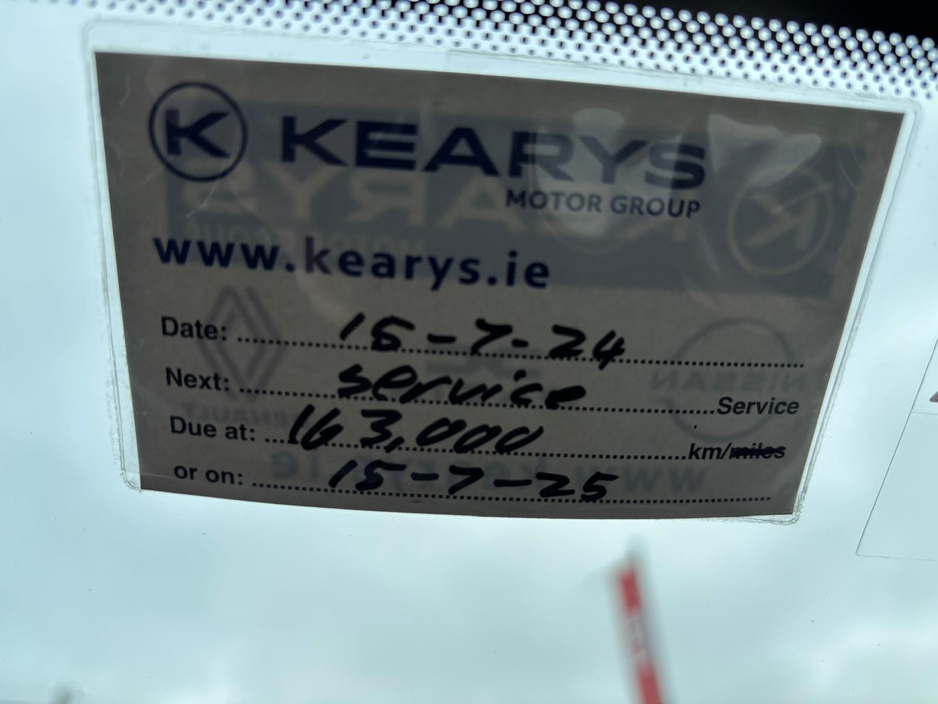 K KEARYS
MOTOR GROUP
www.kearys.ie
Date: 15-7-24
Next: service Service
Due at: 163,000 km/miles
or on: 15-7-25